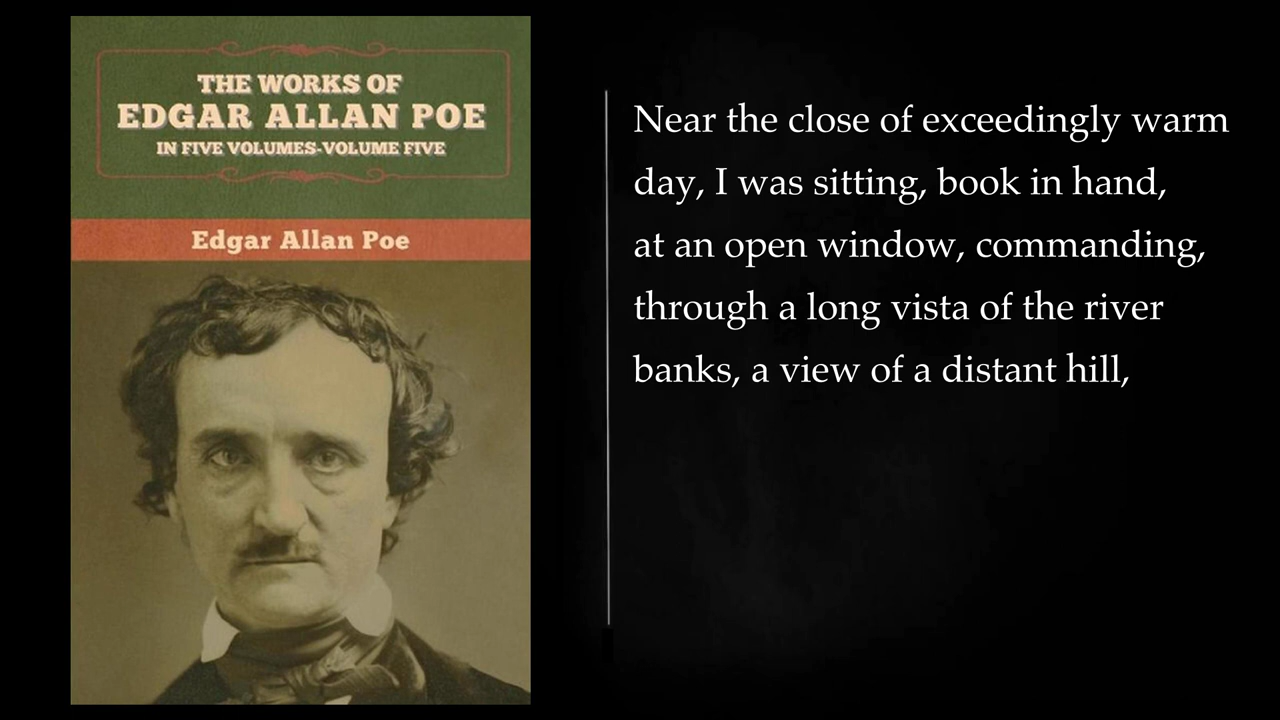 THE WORKS OF
EDGAR ALLAN POE
IN FIVE VOLUMES-VOLUME FIVE
Edgar Allan Poe
Near the close of exceedingly warm
day, I was sitting, book in hand,
at an open window, commanding,
through a long vista of the river
banks, a view of a distant hill,